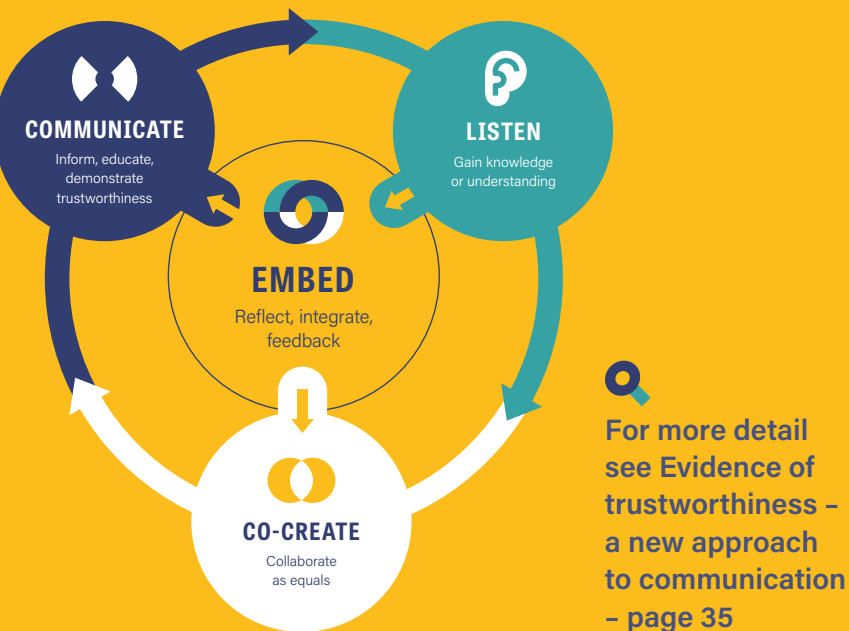 COMMUNICATE
Inform, educate,
demonstrate
trustworthiness
LISTEN
Gain knowledge
or understanding
EMBED
Reflect, integrate,
feedback
CO-CREATE
Collaborate
as equals
For more detail
see Evidence of
trustworthiness –
a new approach
to communication
– page 35